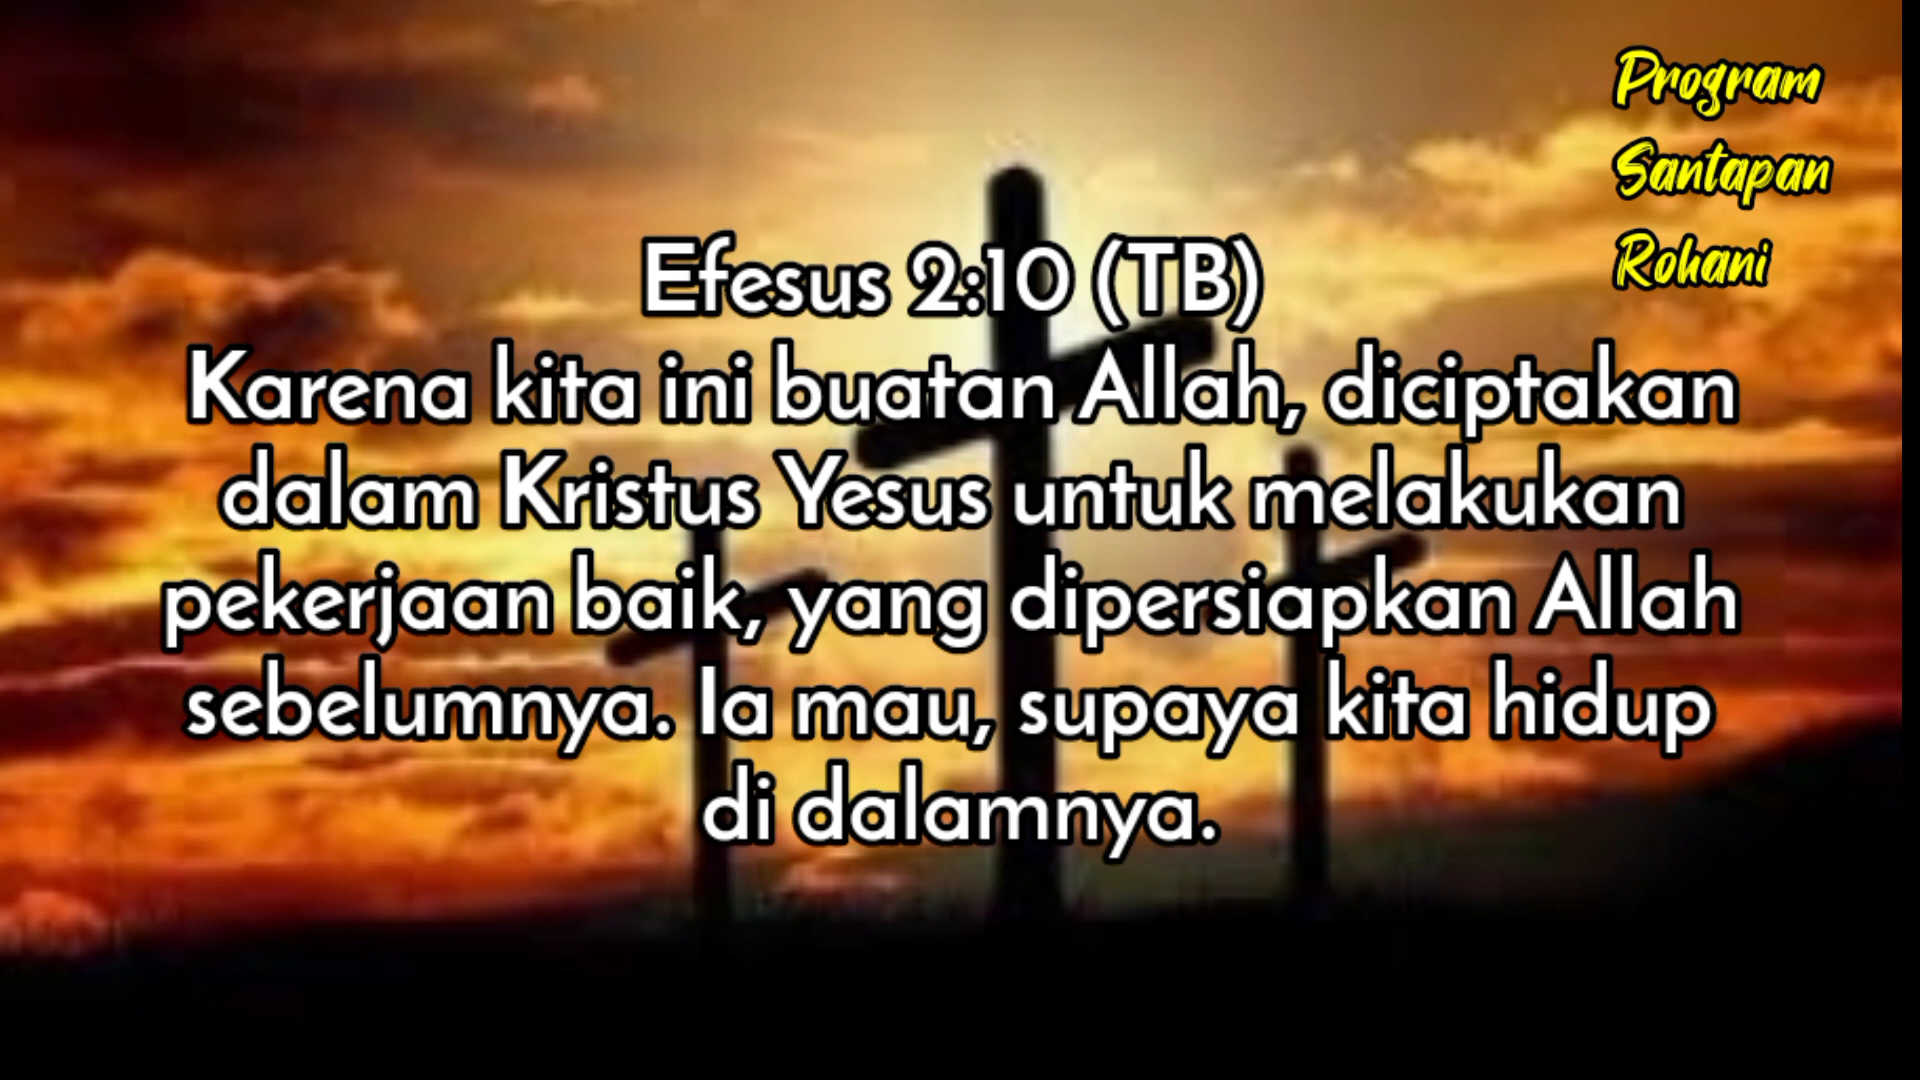 Program
Santapan
Rohani
Efesus 2:10 (TB)
Karena kita ini buatan Allah, diciptakan
dalam Kristus Yesus untuk melakukan
pekerjaan baik, yang dipersiapkan Allah
sebelumnya. Ia mau, supaya kita hidup
di dalamnya.